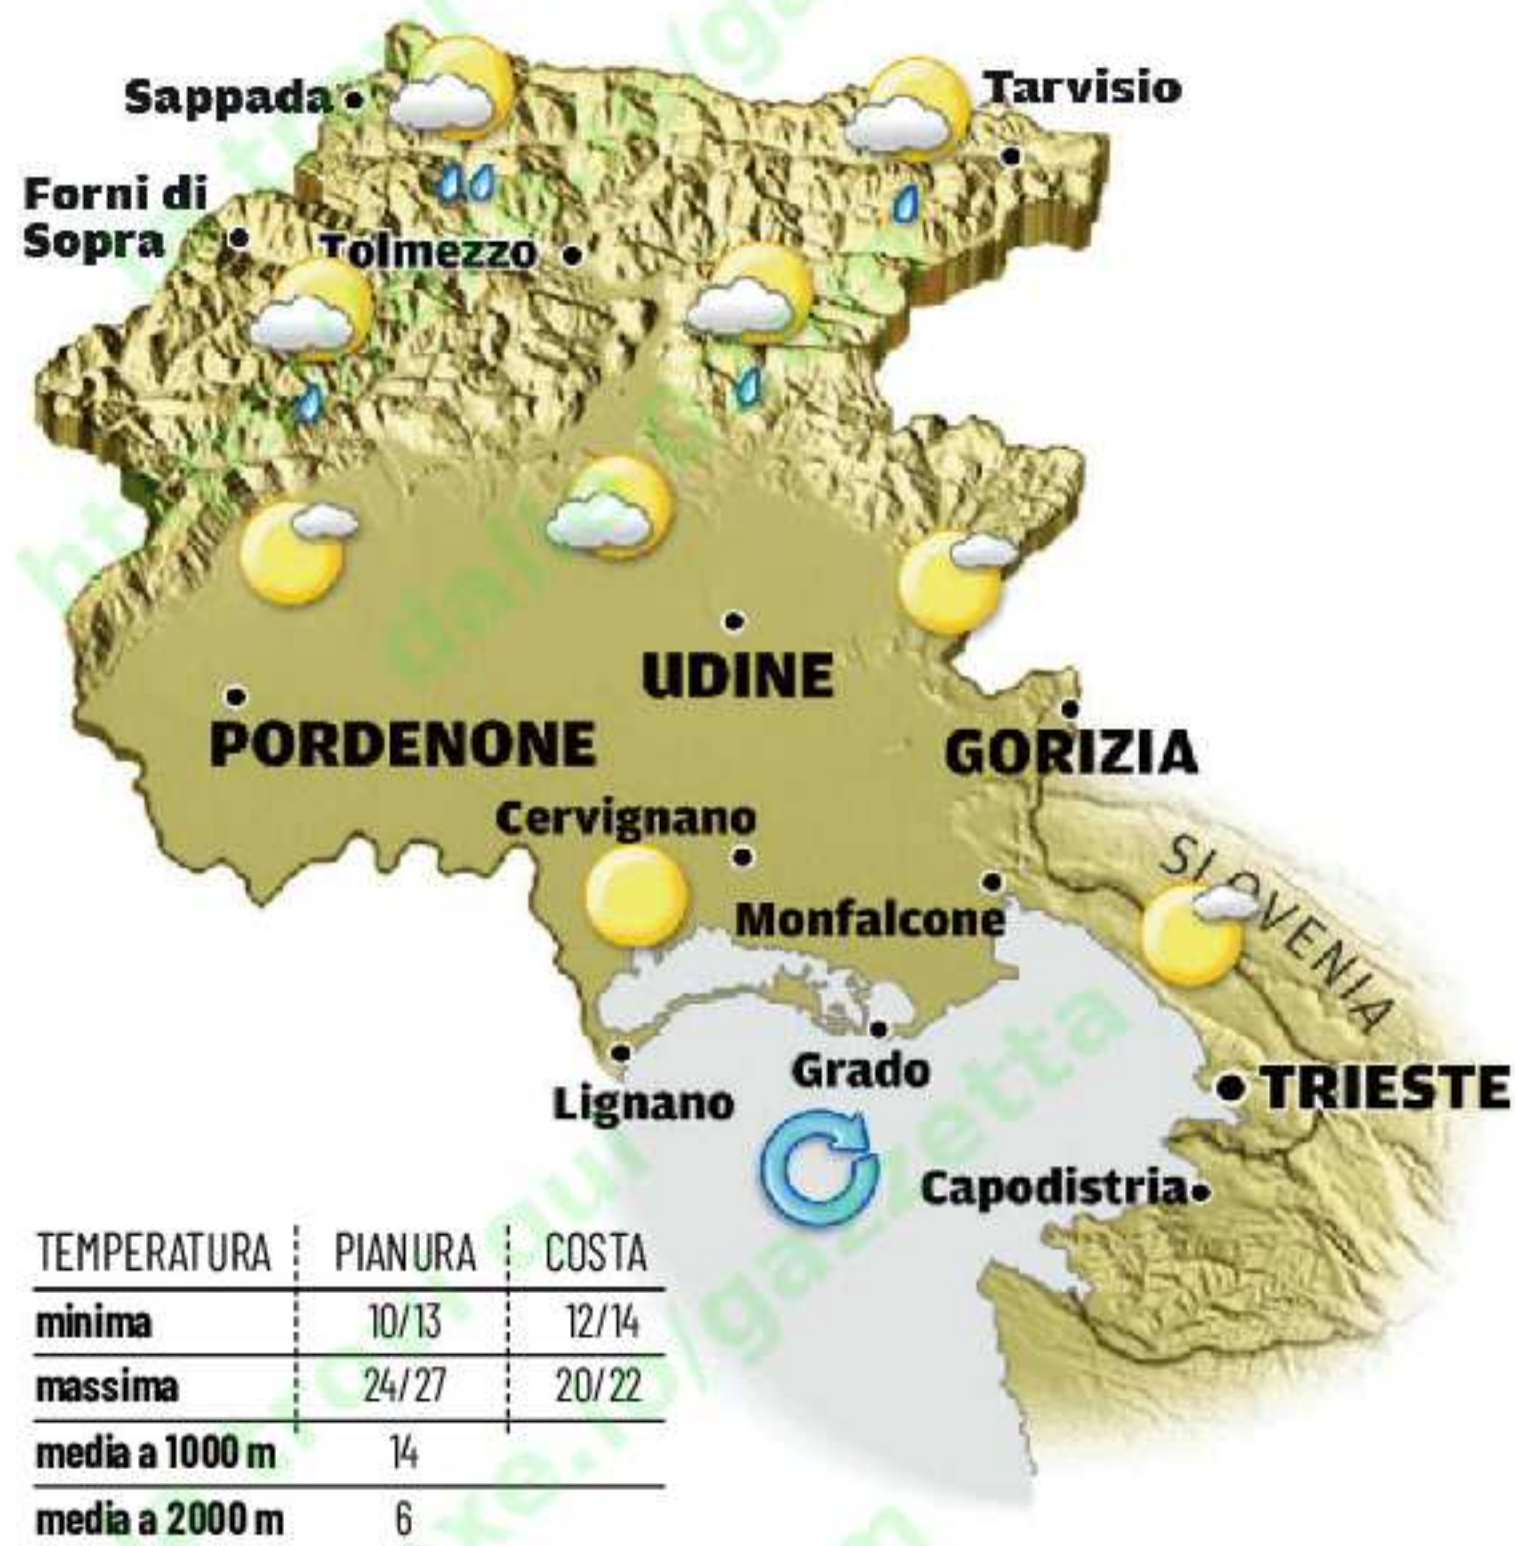 Sappada
Tarvisio
Forni di
Sopra
Tolmezzo
UDINE
PORDENONE
GORIZIA
Cervignano
SLOVENIA
Monfalcone
Grado
TRIESTE
Lignano
Capodistria
TEMPERATURA PIANURA COSTA
minima 10/13 12/14
massima 24/27 20/22
media a 1000 m 14
media a 2000 m 6